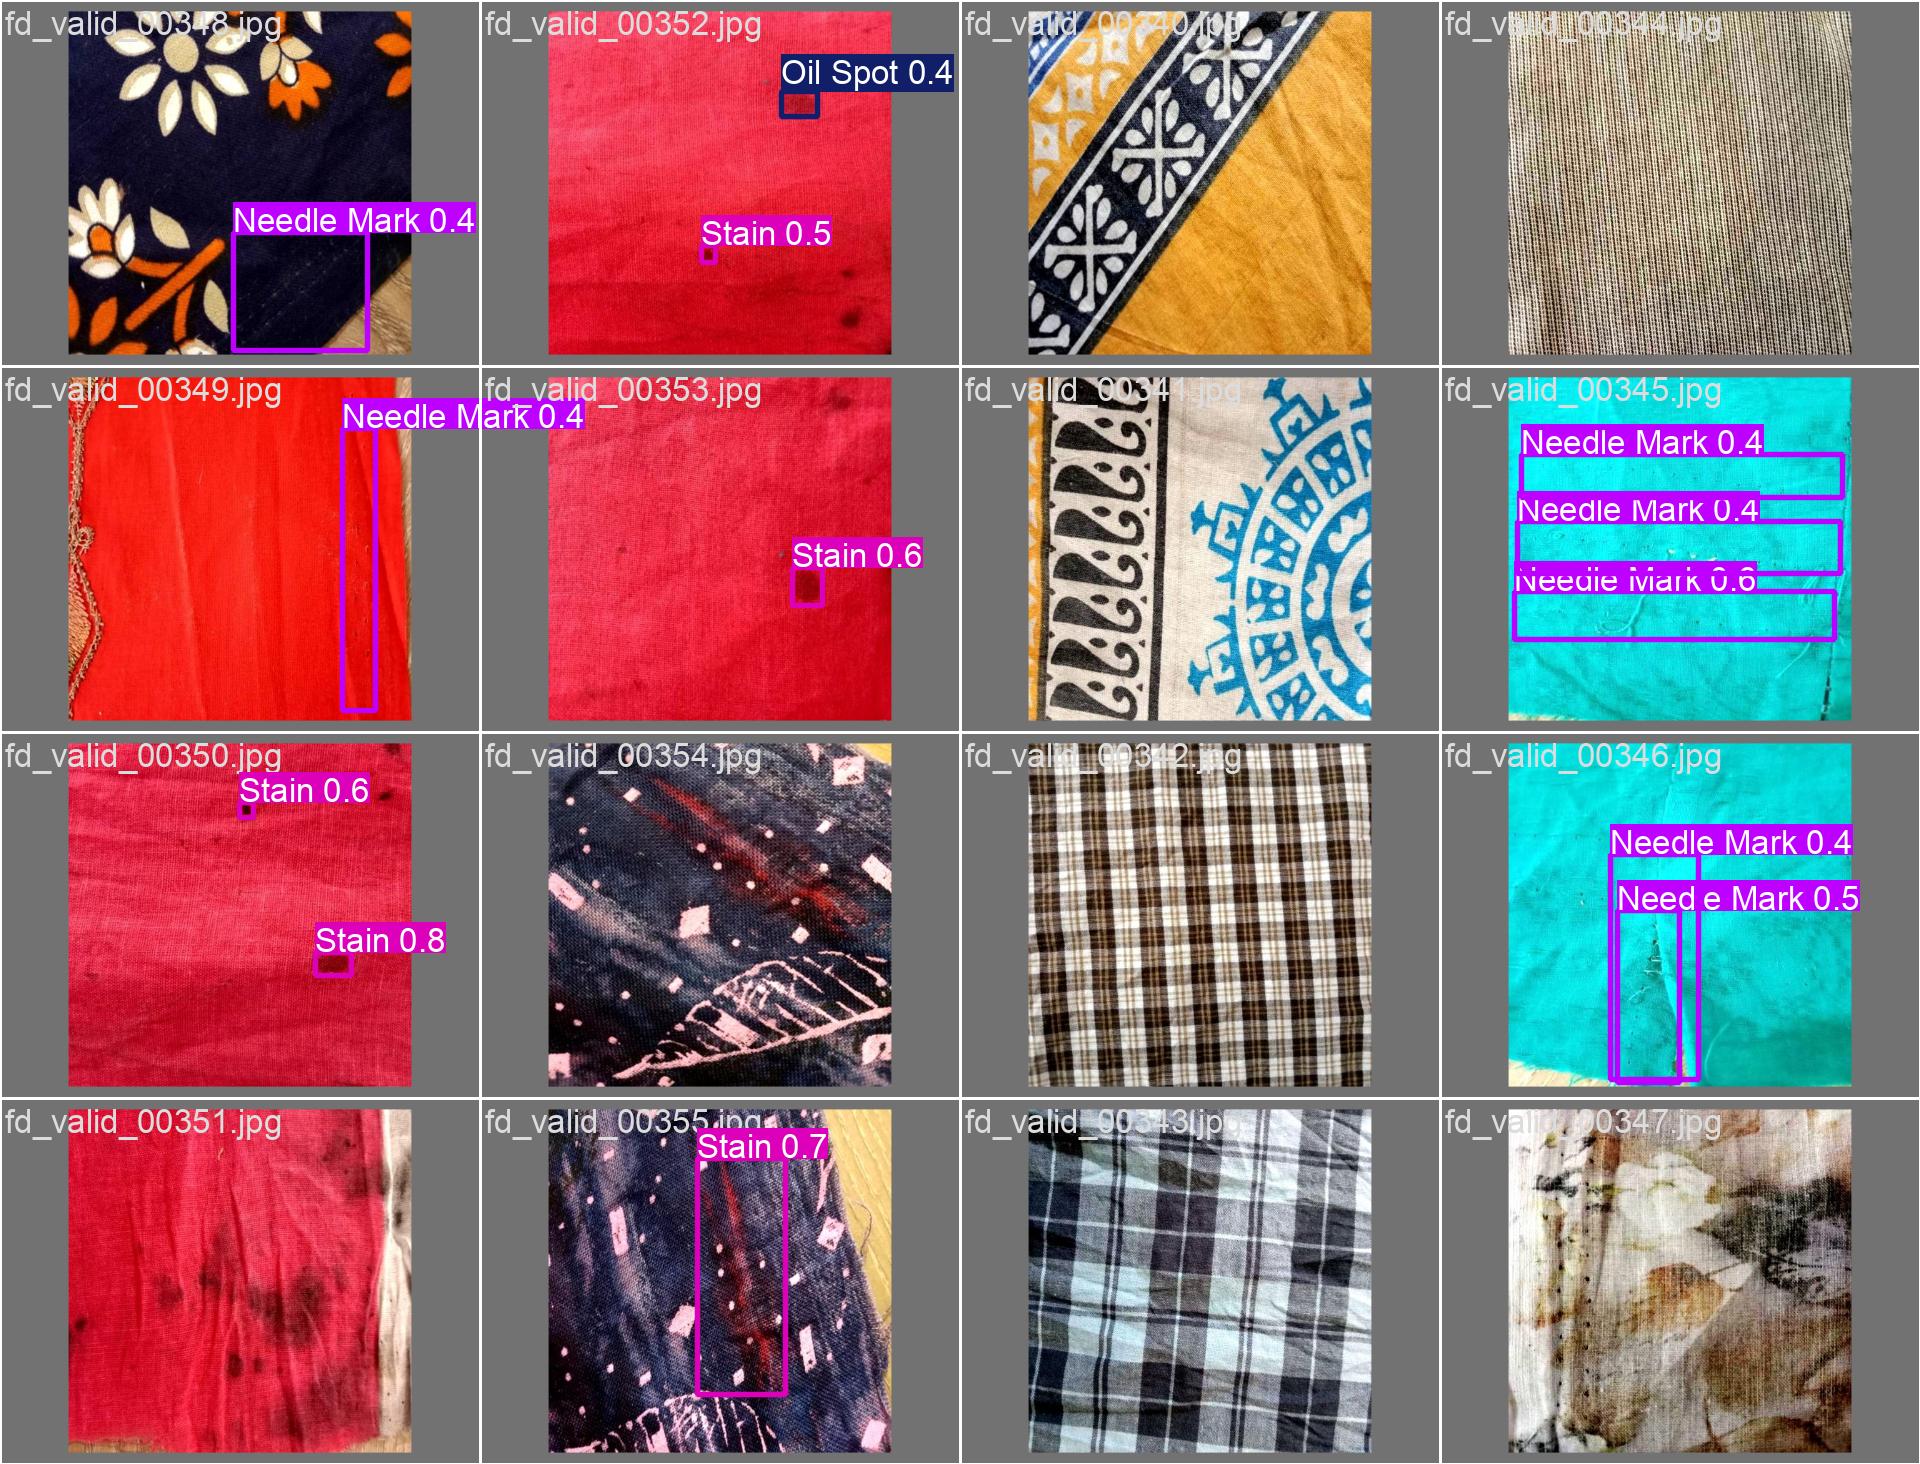 fd_valid_00348.jpg
Needle Mark 0.4
fd_valid_00352.jpg
Oil Spot 0.4
Stain 0.5
fd_valid_00340.jpg
fd_valid_00344.jpg
fd_valid_00349.jpg
Needle Mark 0.4
fd_valid_00353.jpg
Stain 0.6
fd_valid_00341.jpg
fd_valid_00345.jpg
Needle Mark 0.4
Needle Mark 0.4
Needle Mark 0.6
fd_valid_00350.jpg
Stain 0.6
Stain 0.8
fd_valid_00354.jpg
fd_valid_00342.jpg
fd_valid_00346.jpg
Needle Mark 0.4
Needle Mark 0.5
fd_valid_00351.jpg
fd_valid_00355.jpg
Stain 0.7
fd_valid_00343.jpg
fd_valid_00347.jpg